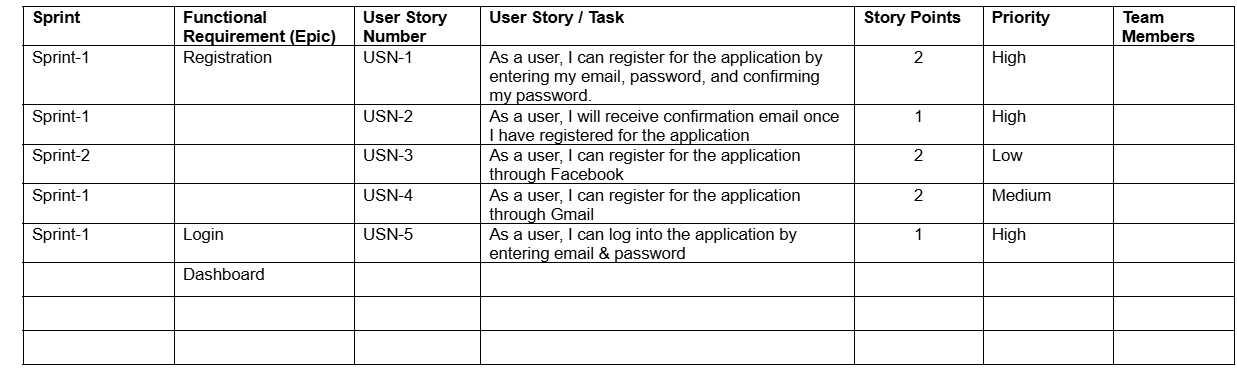 Sprint Functional Requirement (Epic) User Story Number User Story / Task Story Points Priority Team Members
Sprint-1 Registration USN-1 As a user, I can register for the application by
entering my email, password, and confirming
my password. 2 High
Sprint-1 USN-2 As a user, I will receive confirmation email once
I have registered for the application 1 High
Sprint-2 USN-3 As a user, I can register for the application
through Facebook 2 Low
Sprint-1 USN-4 As a user, I can register for the application
through Gmail 2 Medium
Sprint-1 Login USN-5 As a user, I can log into the application by
entering email & password 1 High
Dashboard